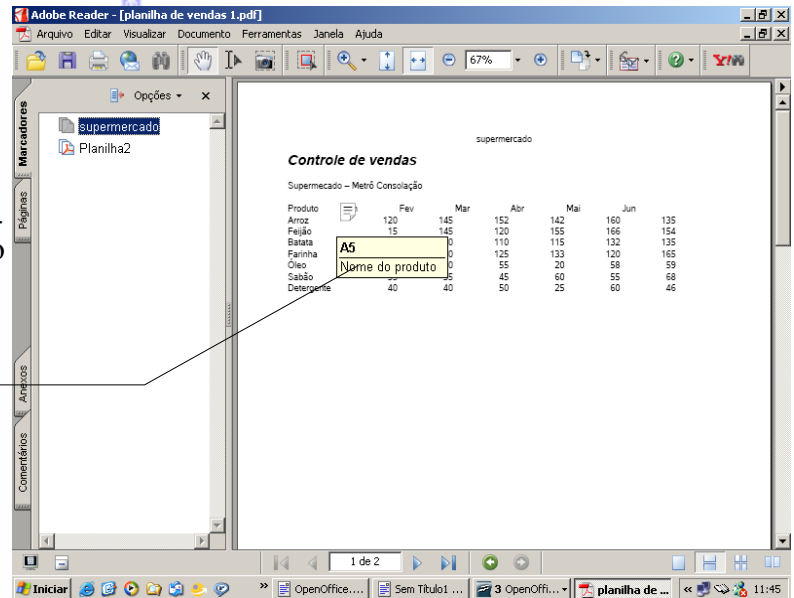 Adobe Reader - [planilha de vendas 1.pdf]
Arquivo Editar Visualizar Documento Ferramentas Janela Ajuda
67%
Y!
Opções
Marcadores
Páginas
Anexos
Comentários
supermercado
Planilha2
supermercado
Controle de vendas
Supermecado – Metrô Consolação
Produto Fev Mar Abr Mai Jun
Arroz 120 145 152 142 160 135
Feijão 15 145 120 155 166 154
Batata 0 110 115 132 135
Farinha 0 125 133 120 165
Óleo 0 55 20 58 59
Sabão 45 60 55 68
Detergente 40 40 50 25 60 46
A5
Nome do produto
1 de 2
Iniciar » OpenOffice.... Sem Título1 ... 3 OpenOffi... planilha de ... « 11:45